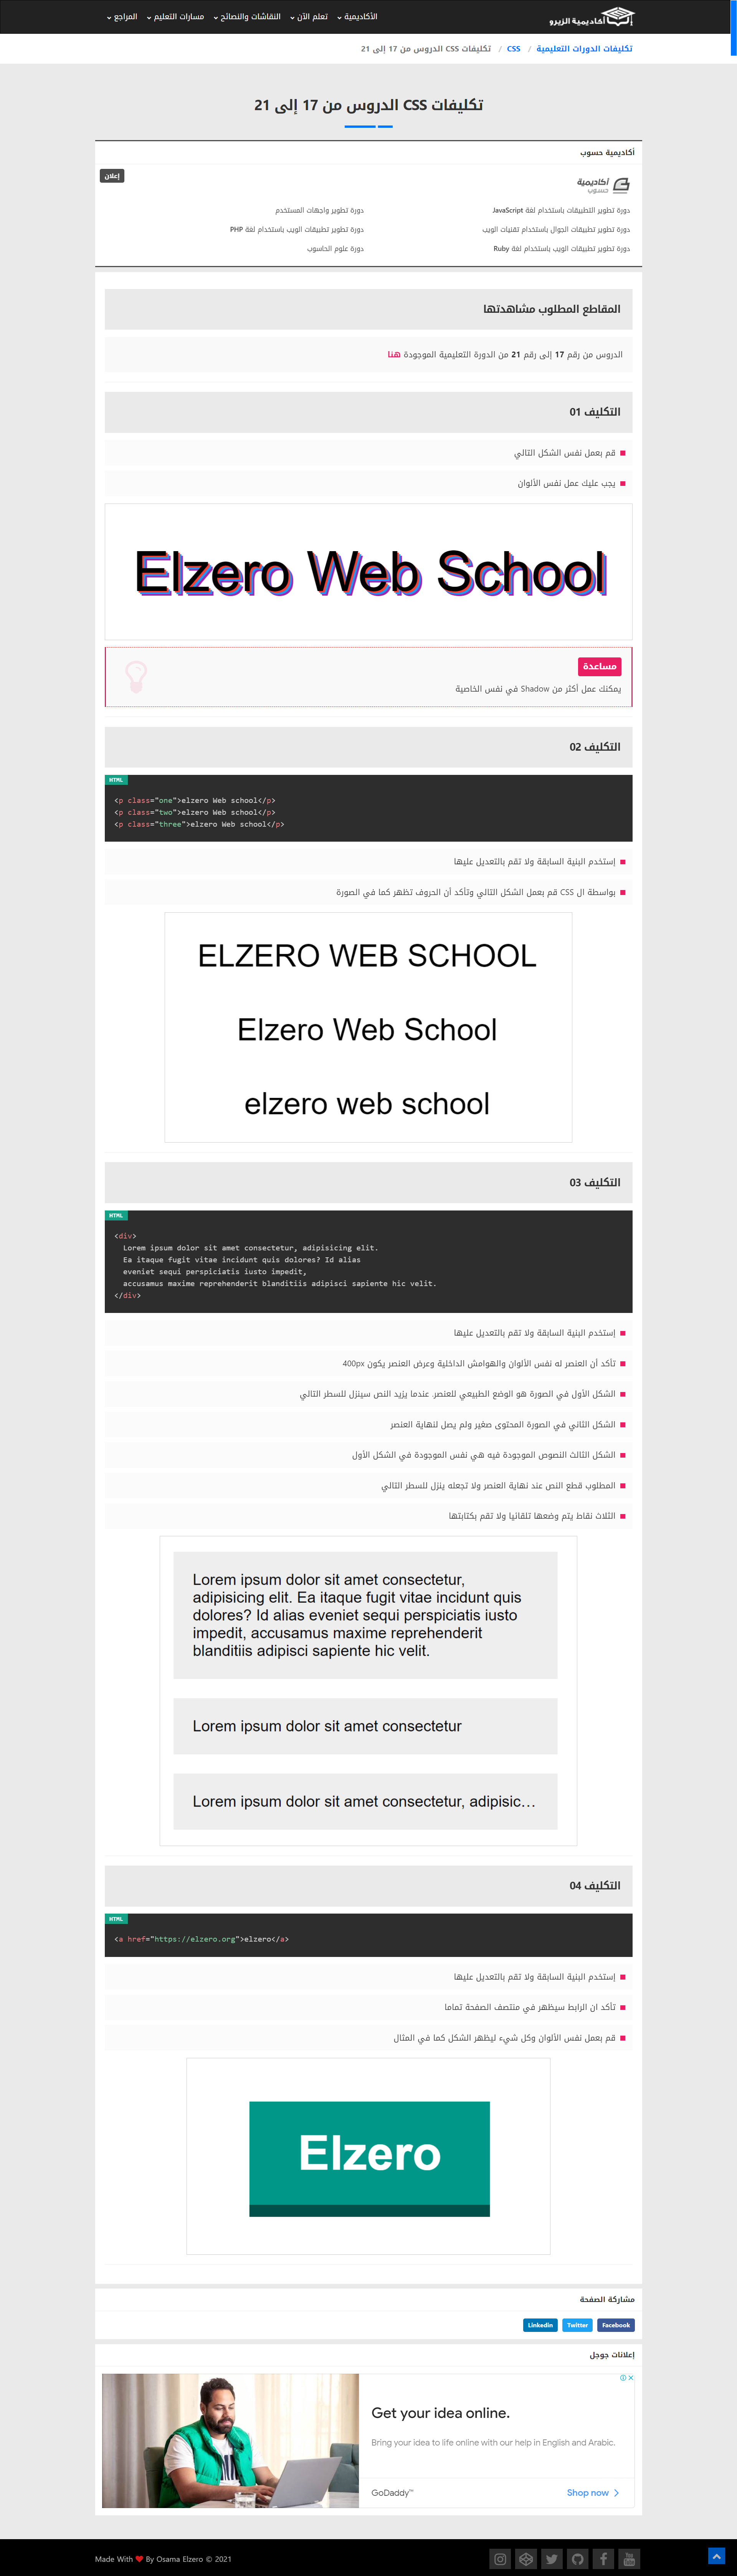 أكاديمية الزيرو
الأكاديمية
تعلم الآن
النقاشات والنصائح
مسارات التعليم
المراجع
تكليفات الدورات التعليمية / CSS / تكليفات CSS الدروس من 17 إلى 21
تكليفات CSS الدروس من 17 إلى 21
أكاديمية حسوب
إعلان
أكاديمية
حسوب
دورة تطوير التطبيقات باستخدام لغة JavaScript
دورة تطوير واجهات المستخدم
دورة تطوير تطبيقات الجوال باستخدام تقنيات الويب
دورة تطوير تطبيقات الويب باستخدام لغة PHP
دورة تطوير تطبيقات الويب باستخدام لغة Ruby
دورة علوم الحاسوب
المقاطع المطلوب مشاهدتها
الدروس من رقم 17 إلى رقم 21 من الدورة التعليمية الموجودة هنا
التكليف 01
قم بعمل نفس الشكل التالي
يجب عليك عمل نفس الألوان
Elzero Web School
مساعدة
يمكنك عمل أكثر من Shadow في نفس الخاصية
التكليف 02
HTML
<p class="one">elzero Web school</p>
<p class="two">elzero Web school</p>
<p class="three">elzero Web school</p>
إستخدم البنية السابقة ولا تقم بالتعديل عليها
بواسطة ال CSS قم بعمل الشكل التالي وتأكد أن الحروف تظهر كما في الصورة
ELZERO WEB SCHOOL
Elzero Web School
elzero web school
التكليف 03
HTML
<div>
Lorem ipsum dolor sit amet consectetur, adipisicing elit.
Ea itaque fugit vitae incidunt quis dolores? Id alias
eveniet sequi perspiciatis iusto impedit,
accusamus maxime reprehenderit blanditiis adipisci sapiente hic velit.
</div>
إستخدم البنية السابقة ولا تقم بالتعديل عليها
تأكد أن العنصر له نفس الألوان والهوامش الداخلية وعرض العنصر يكون 400px
الشكل الأول في الصورة هو الوضع الطبيعي للعنصر. عندما يزيد النص سينزل للسطر التالي
الشكل الثاني في الصورة المحتوى صغير ولم يصل لنهاية العنصر
الشكل الثالث النصوص الموجودة فيه هي نفس الموجودة في الشكل الأول
المطلوب قطع النص عند نهاية العنصر ولا تجعله ينزل للسطر التالي
الثلاث نقاط يتم وضعها تلقائيا ولا تقم بكتابتها
Lorem ipsum dolor sit amet consectetur,
adipisicing elit. Ea itaque fugit vitae incidunt quis
dolores? Id alias eveniet sequi perspiciatis iusto
impedit, accusamus maxime reprehenderit
blanditiis adipisci sapiente hic velit.
Lorem ipsum dolor sit amet consectetur
Lorem ipsum dolor sit amet consectetur, adipisic…
التكليف 04
HTML
<a href="https://elzero.org">elzero</a>
إستخدم البنية السابقة ولا تقم بالتعديل عليها
تأكد ان الرابط سيظهر في منتصف الصفحة تماما
قم بعمل نفس الألوان وكل شيء ليظهر الشكل كما في المثال
Elzero
مشاركة الصفحة
Facebook
Twitter
Linkedin
إعلانات جوجل
Get your idea online.
Bring your idea to life online with our help in English and Arabic.
GoDaddy™
Shop now
Made With ❤ By Osama Elzero © 2021
You
Tube